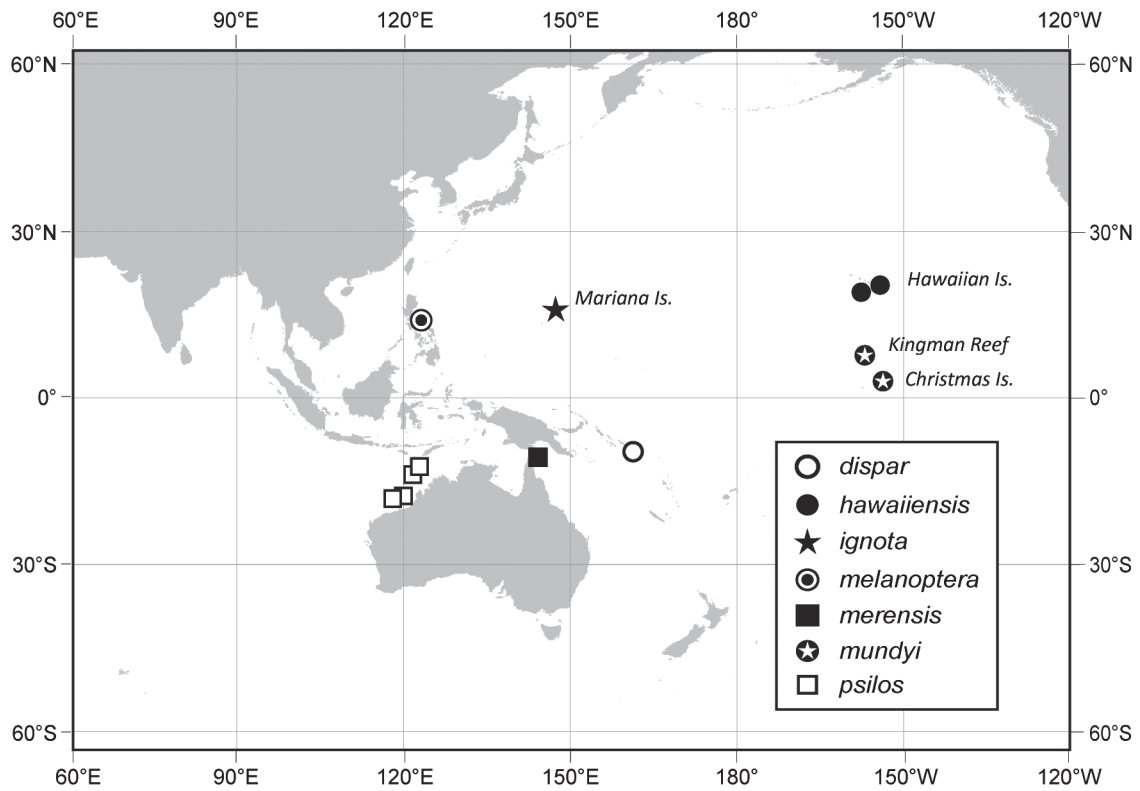 60°E 90°E 120°E 150°E 180° 150°W 120°W
60°N 60°N
30°N 30°N
Hawaiian Is.
Mariana Is.
Kingman Reef
Christmas Is.
0° 0°
dispar
hawaiiensis
30°S ignota 30°S
melanoptera
merensis
mundyi
psilos
60°S 60°S
60°E 90°E 120°E 150°E 180° 150°W 120°W